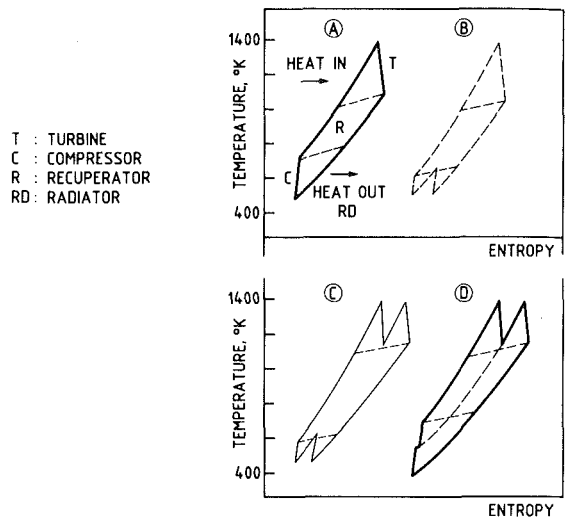 T : TURBINE
C : COMPRESSOR
R : RECUPERATOR
RD : RADIATOR
TEMPERATURE, °K
1400
400
A
B
HEAT IN
T
R
C
HEAT OUT
RD
ENTROPY
TEMPERATURE, °K
1400
400
C
D
ENTROPY